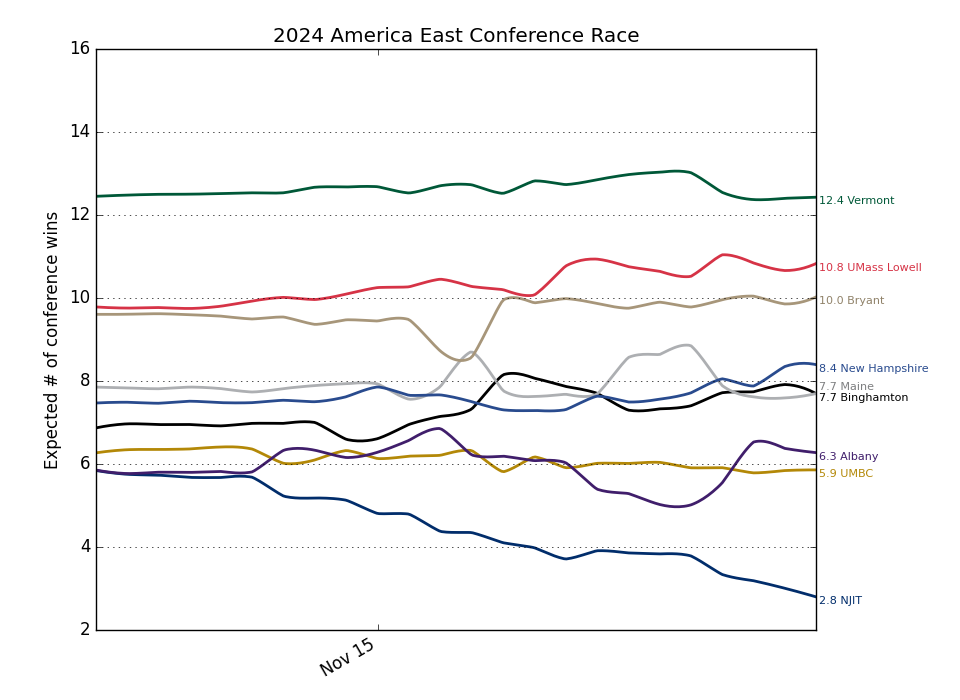 2024 America East Conference Race
Expected # of conference wins
16
14
12
10
8
6
4
2
Nov 15
12.4 Vermont
10.8 UMass Lowell
10.0 Bryant
8.4 New Hampshire
7.7 Maine
7.7 Binghamton
6.3 Albany
5.9 UMBC
2.8 NJIT